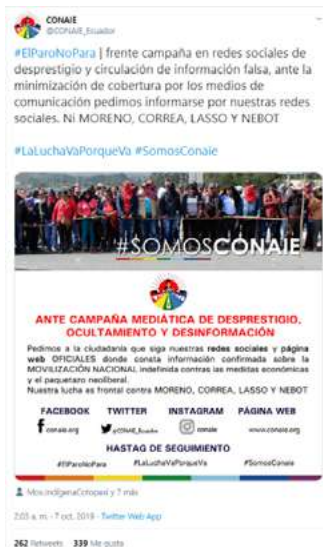 CONAIE
@CONAIE_Ecuador
#ElParoNoPara | frente campaña en redes sociales de
desprestigio y circulación de información falsa, ante la
minimización de cobertura por los medios de
comunicación pedimos informarse por nuestras redes
sociales. Ni MORENO, CORREA, LASSO Y NEBOT
#LaLuchaVaPorqueVa #SomosConaie
#SOMOSCONAIE
ANTE CAMPAÑA MEDIÁTICA DE DESPRESTIGIO,
OCULTAMIENTO Y DESINFORMACIÓN
Pedimos a la ciudadanía que siga nuestras redes sociales y página
web OFICIALES donde consta información confirmada sobre la
MOVILIZACIÓN NACIONAL indefinida contra las medidas económicas
y el paquetazo neoliberal.
Nuestra lucha es frontal contra MORENO, CORREA, LASSO Y NEBOT
FACEBOOK TWITTER INSTAGRAM PÁGINA WEB
conaie.org @CONAIE_Ecuador conaie www.conaie.org
HASTAG DE SEGUIMIENTO
#ElParoNoPara #LaLuchaVaPorqueVa #SomosConaie
Mov.IndígenaCotopaxi y 7 más
2:03 a. m. · 7 oct. 2019 · Twitter Web App
262 Retweets 339 Me gusta